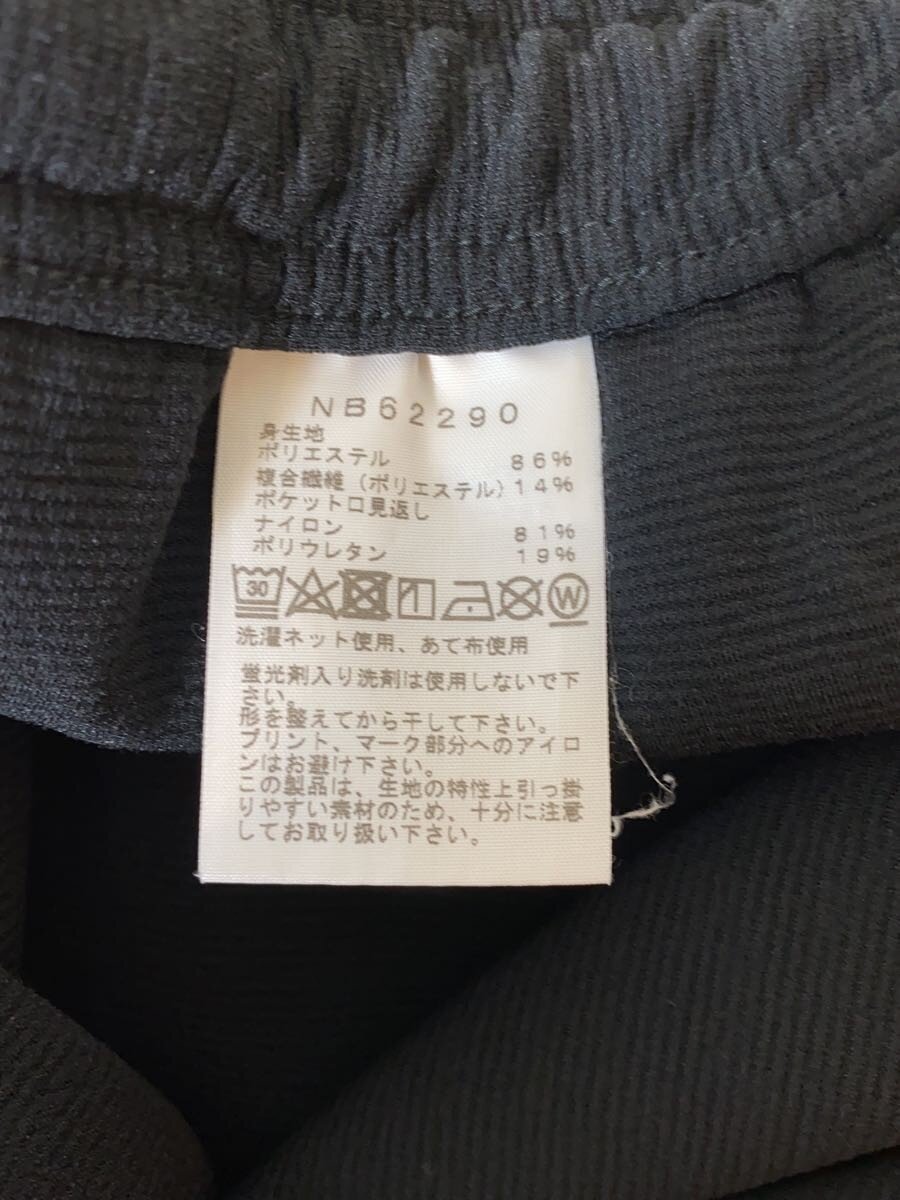 NB62290
身生地
ポリエステル 86%
複合繊維（ポリエステル）14%
ポケット口見返し
ナイロン 81%
ポリウレタン 19%
30 W
洗濯ネット使用、あて布使用
蛍光剤入り洗剤は使用しないで下
さい。
形を整えてから干して下さい。
プリント、マーク部分へのアイロ
ンはお避け下さい。
この製品は、生地の特性上引っ掛
りやすい素材のため、十分に注意
してお取り扱い下さい。